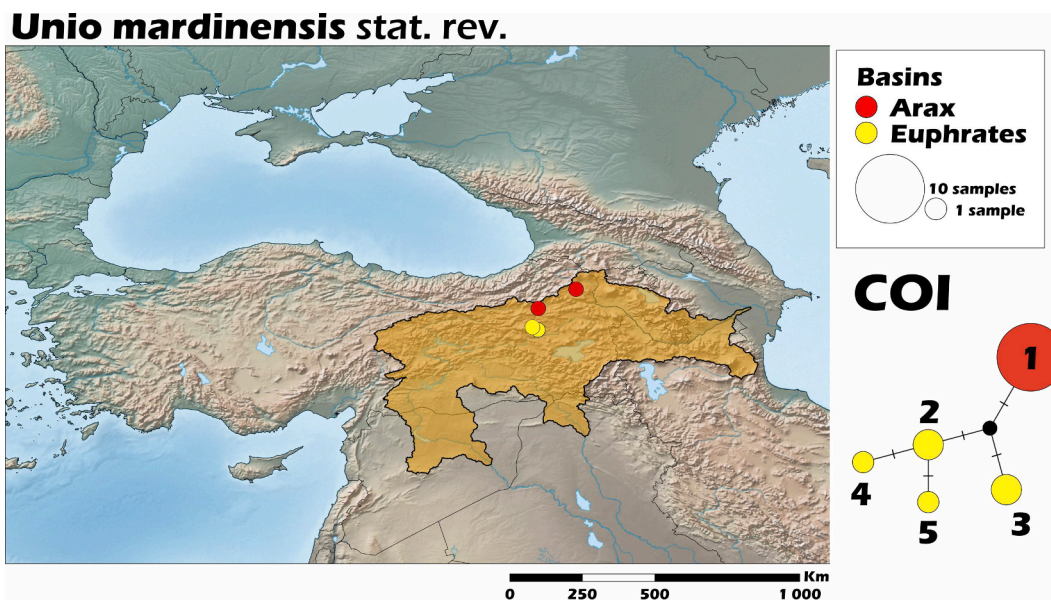 Unio mardinensis stat. rev.
Basins
Arax
Euphrates
10 samples
1 sample
COI
1
2
4
5
3
Km
0 250 500 1 000